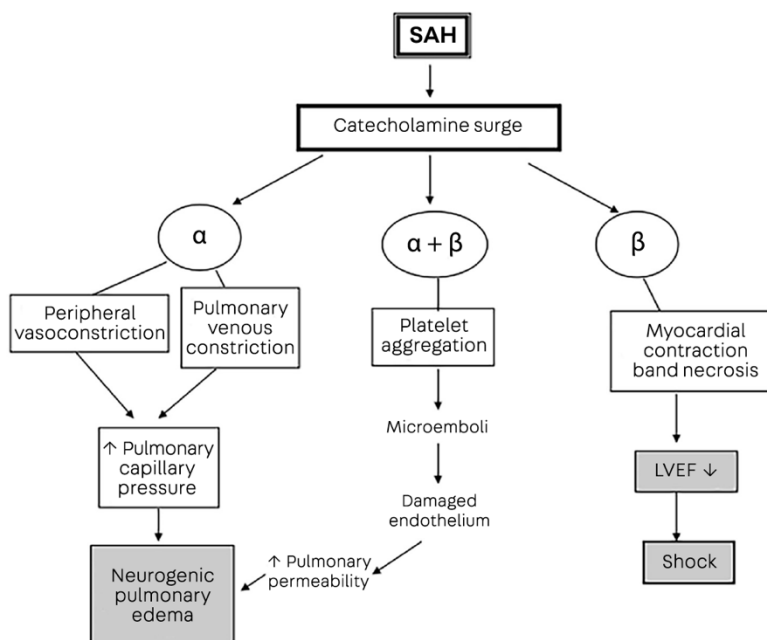 SAH
Catecholamine surge
α
α + β
β
Peripheral
vasoconstriction
Pulmonary
venous
constriction
Platelet
aggregation
Myocardial
contraction
band necrosis
↑ Pulmonary
capillary
pressure
Microemboli
LVEF ↓
Damaged
endothelium
Neurogenic
pulmonary
edema
↑ Pulmonary
permeability
Shock